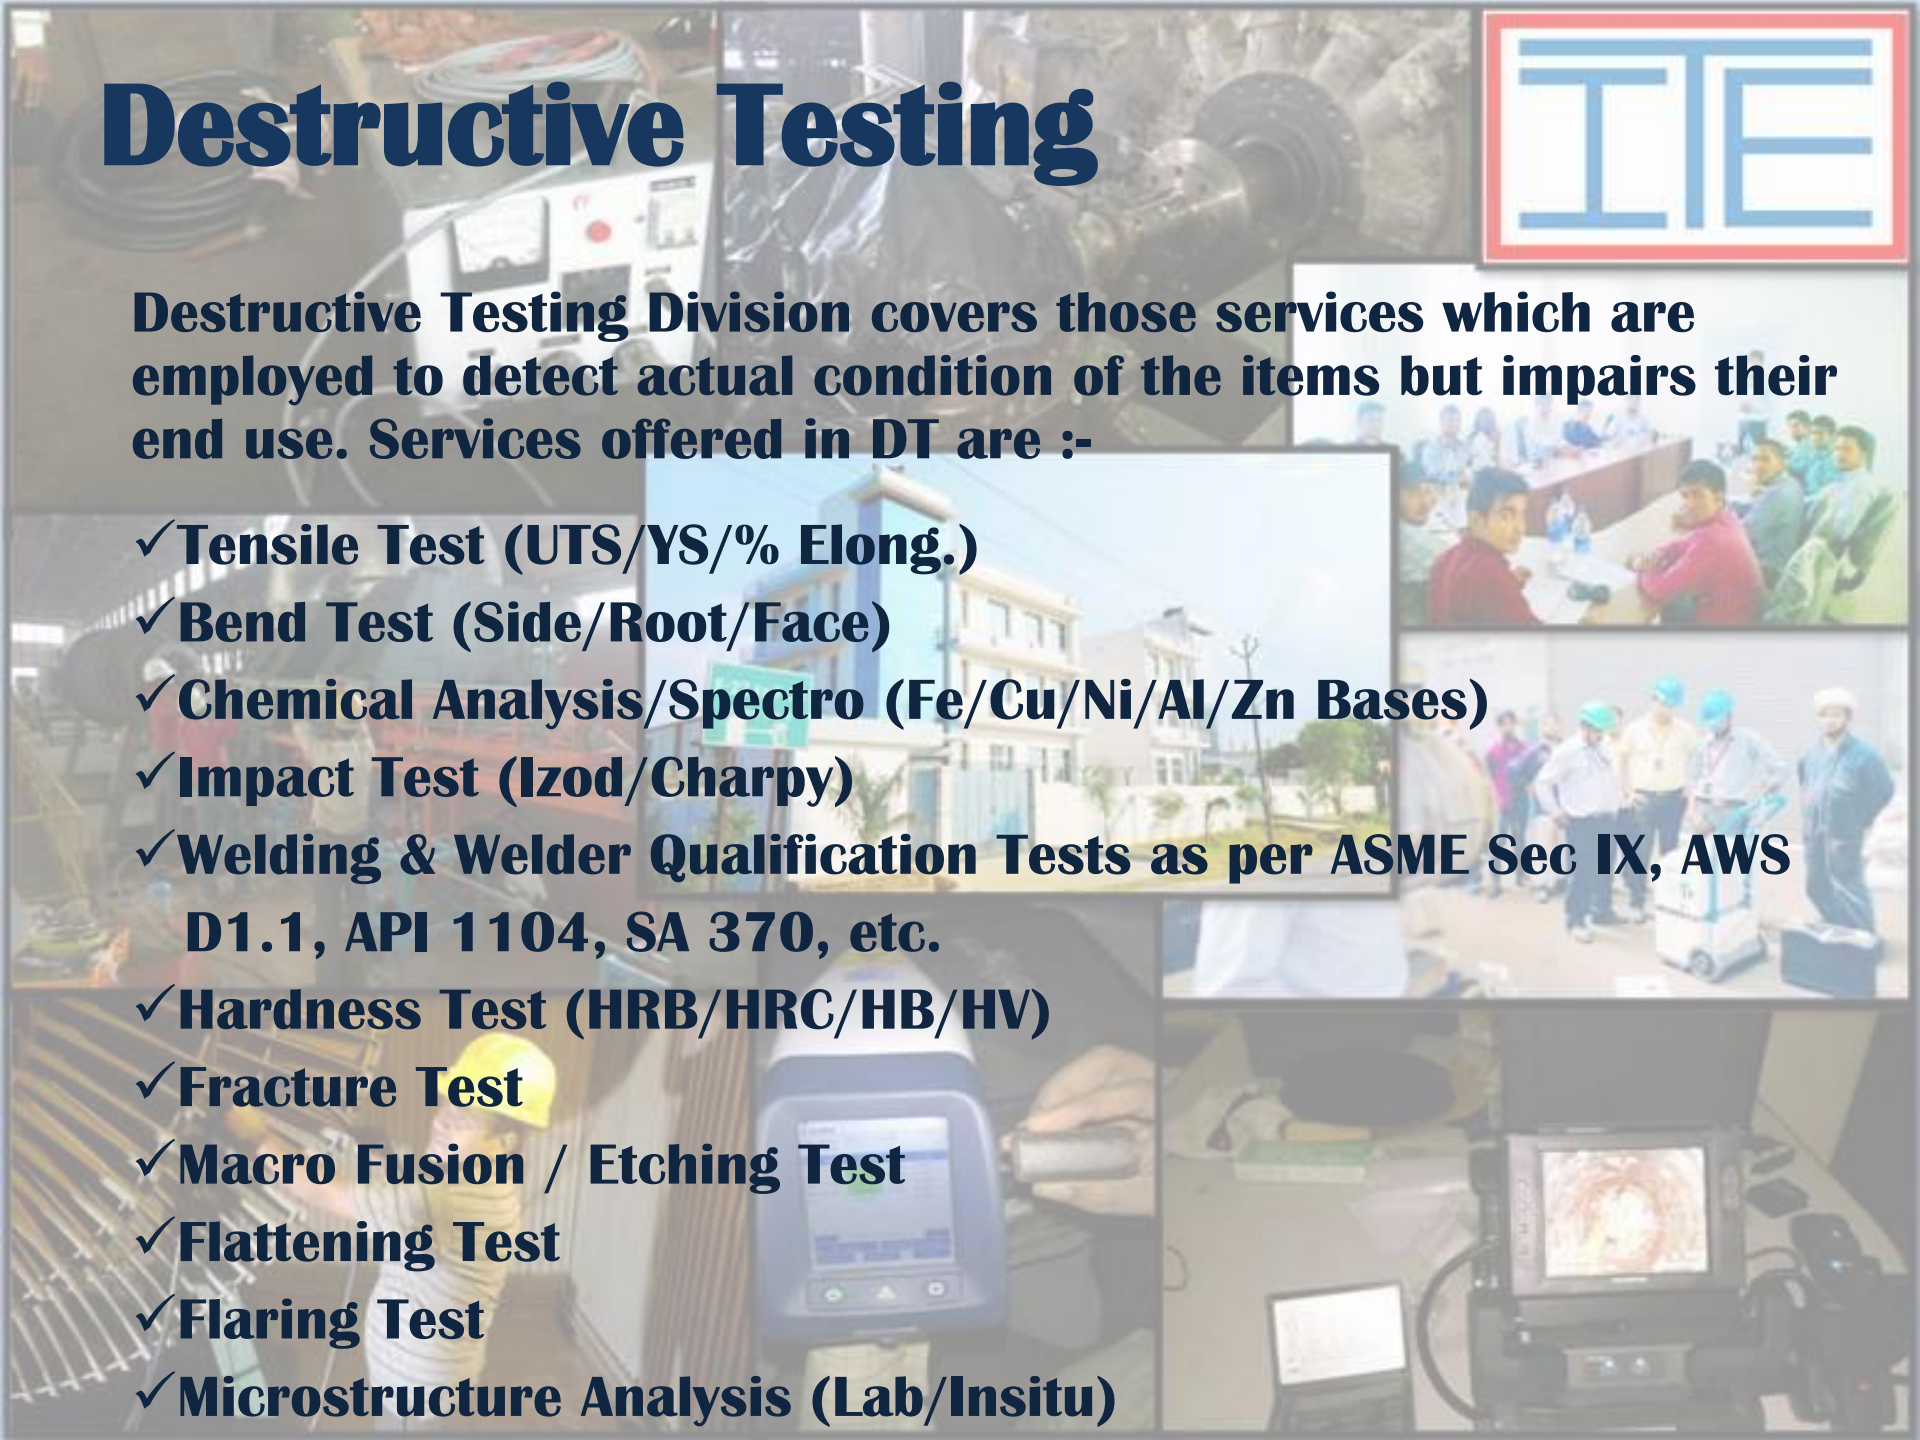 Destructive Testing
ITE
Destructive Testing Division covers those services which are
employed to detect actual condition of the items but impairs their
end use. Services offered in DT are :-
✓Tensile Test (UTS/YS/% Elong.)
✓Bend Test (Side/Root/Face)
✓Chemical Analysis/Spectro (Fe/Cu/Ni/Al/Zn Bases)
✓Impact Test (Izod/Charpy)
✓Welding & Welder Qualification Tests as per ASME Sec IX, AWS
D1.1, API 1104, SA 370, etc.
✓Hardness Test (HRB/HRC/HB/HV)
✓Fracture Test
✓Macro Fusion / Etching Test
✓Flattening Test
✓Flaring Test
✓Microstructure Analysis (Lab/Insitu)